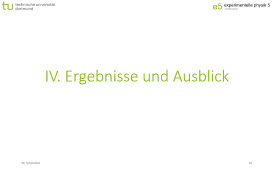 technische universität
dortmund
e5 experimentelle physik 5
IV. Ergebnisse und Ausblick